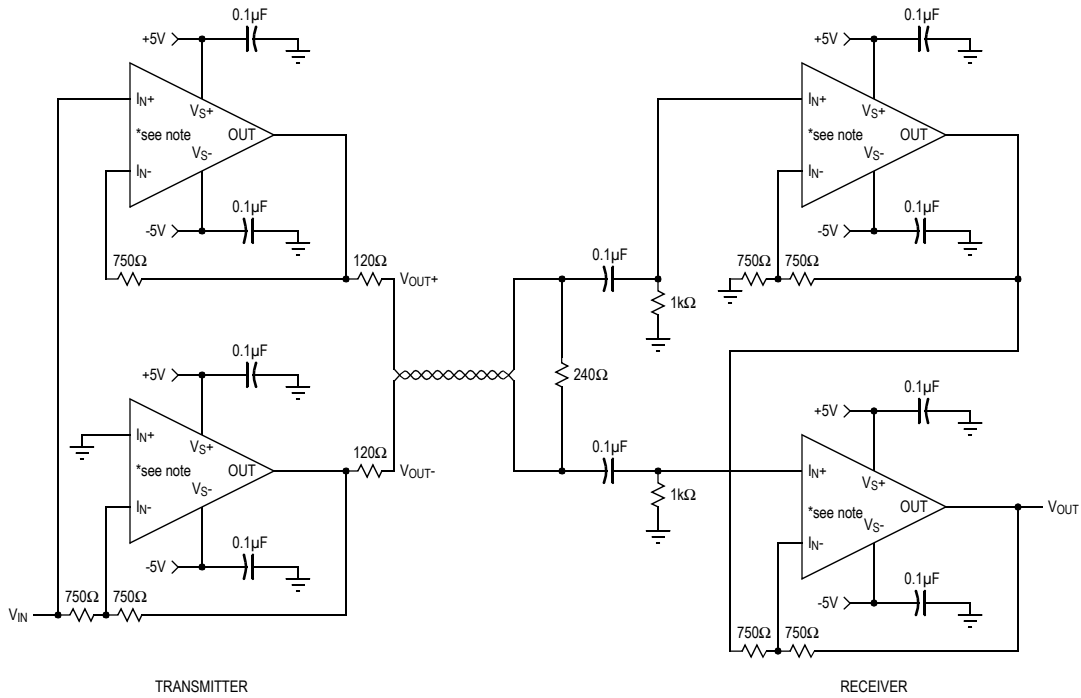 0.1µF
+5V
IN+
VS+
*see note
OUT
VS-
IN-
0.1µF
-5V
750Ω
120Ω
VOUT+
0.1µF
+5V
IN+
VS+
*see note
OUT
VS-
IN-
120Ω
VOUT-
0.1µF
-5V
750Ω
750Ω
VIN
TRANSMITTER
0.1µF
1kΩ
240Ω
0.1µF
1kΩ
0.1µF
+5V
IN+
VS+
*see note
OUT
VS-
IN-
0.1µF
-5V
750Ω
750Ω
0.1µF
+5V
IN+
VS+
*see note
OUT
VS-
IN-
VOUT
0.1µF
-5V
750Ω
750Ω
RECEIVER